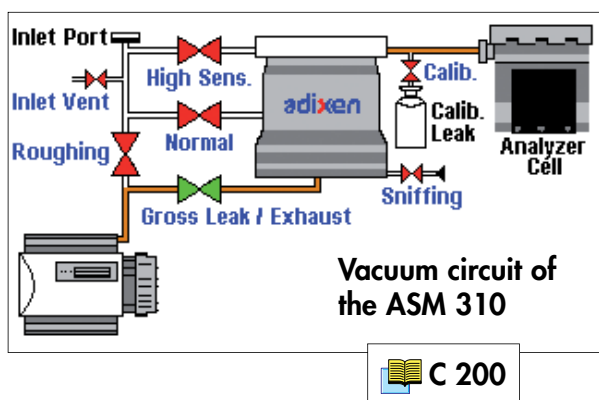 Inlet Port
High Sens.
Calib.
Inlet Vent
adixen
Calib.
Leak
Normal
Roughing
Analyzer
Cell
Sniffing
Gross Leak / Exhaust
Vacuum circuit of
the ASM 310
C 200